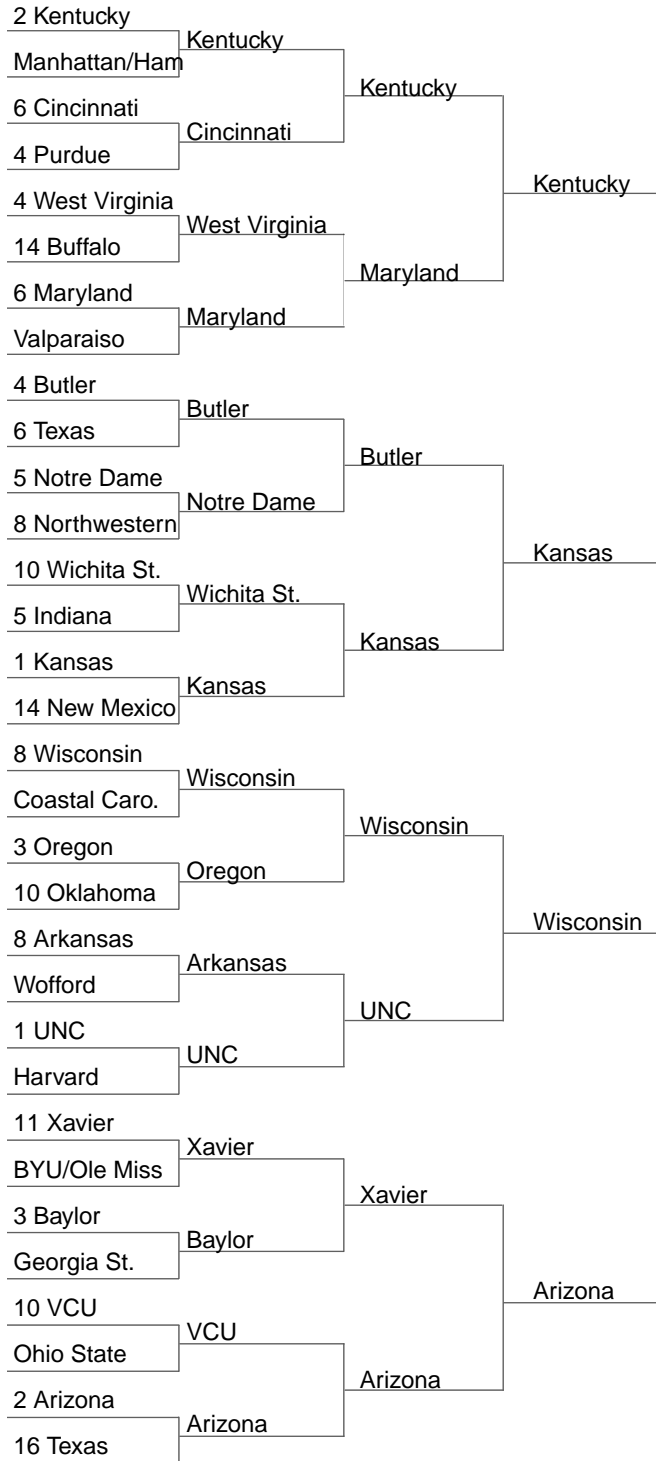 2 Kentucky
Manhattan/Ham
6 Cincinnati
4 Purdue
4 West Virginia
14 Buffalo
6 Maryland
Valparaiso
4 Butler
6 Texas
5 Notre Dame
8 Northwestern
10 Wichita St.
5 Indiana
1 Kansas
14 New Mexico
8 Wisconsin
Coastal Caro.
3 Oregon
10 Oklahoma
8 Arkansas
Wofford
1 UNC
Harvard
11 Xavier
BYU/Ole Miss
3 Baylor
Georgia St.
10 VCU
Ohio State
2 Arizona
16 Texas
Kentucky
Cincinnati
West Virginia
Maryland
Butler
Notre Dame
Wichita St.
Kansas
Wisconsin
Oregon
Arkansas
UNC
Xavier
Baylor
VCU
Arizona
Kentucky
Maryland
Butler
Kansas
Wisconsin
UNC
Xavier
Arizona
Kentucky
Kansas
Wisconsin
Arizona